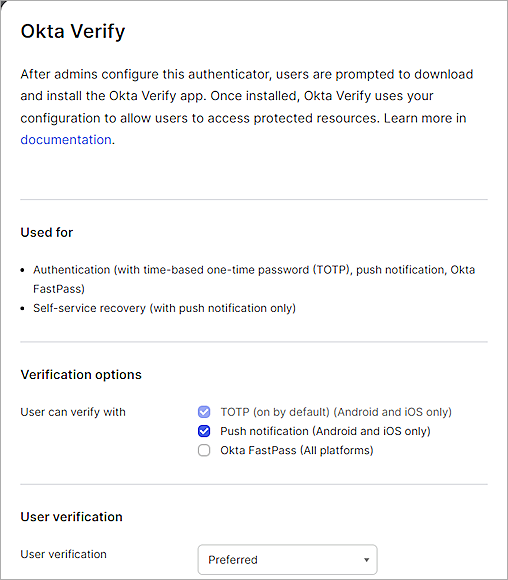 Okta Verify
After admins configure this authenticator, users are prompted to download
and install the Okta Verify app. Once installed, Okta Verify uses your
configuration to allow users to access protected resources. Learn more in
documentation.
Used for
• Authentication (with time-based one-time password (TOTP), push notification, Okta
FastPass)
• Self-service recovery (with push notification only)
Verification options
User can verify with
TOTP (on by default) (Android and iOS only)
Push notification (Android and iOS only)
Okta FastPass (All platforms)
User verification
User verification
Preferred